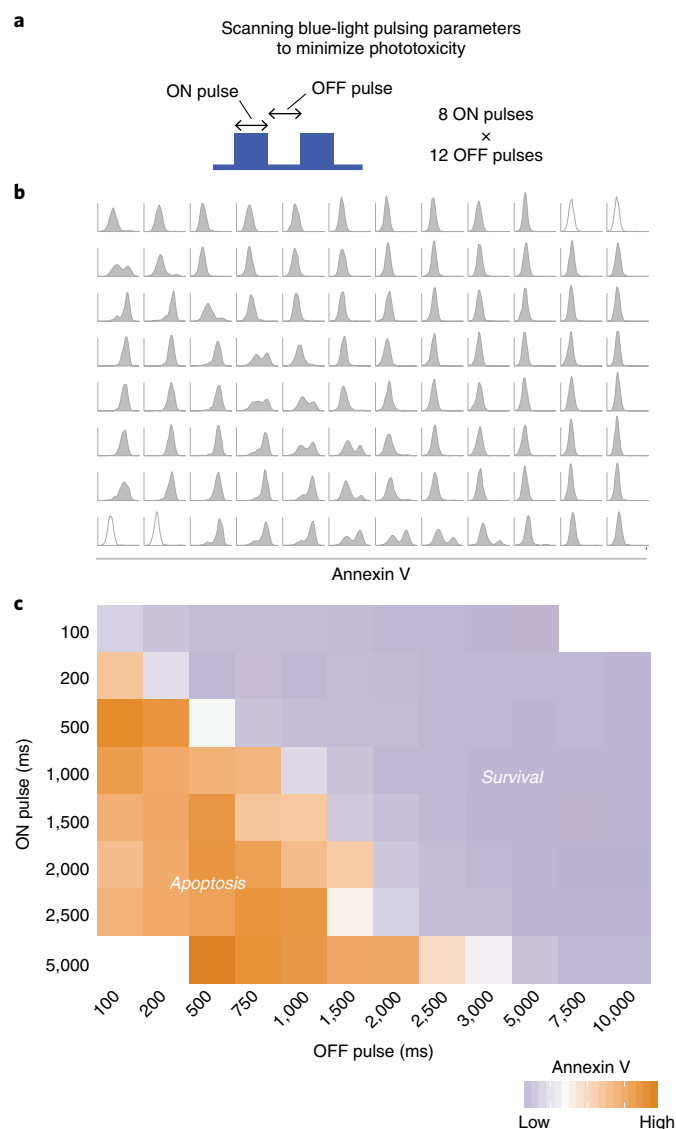 a
Scanning blue-light pulsing parameters
to minimize phototoxicity
ON pulse
OFF pulse
8 ON pulses
×
12 OFF pulses
b
Annexin V
c
ON pulse (ms)
100
200
500
1,000
1,500
2,000
2,500
5,000
Survival
Apoptosis
100
200
500
750
1,000
1,500
2,000
2,500
3,000
5,000
7,500
10,000
OFF pulse (ms)
Annexin V
Low
High